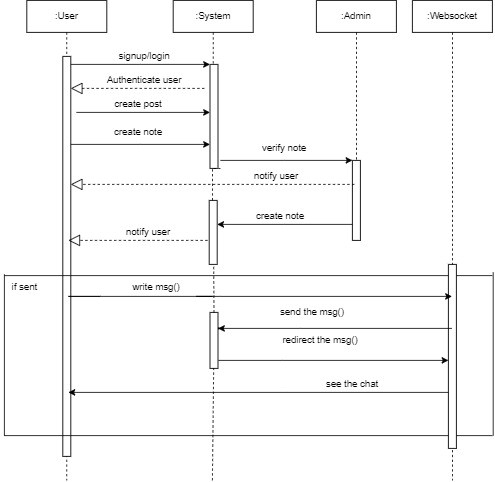 :User
:System
:Admin
:Websocket
signup/login
Authenticate user
create post
create note
verify note
notify user
create note
notify user
if sent
write msg()
send the msg()
redirect the msg()
see the chat